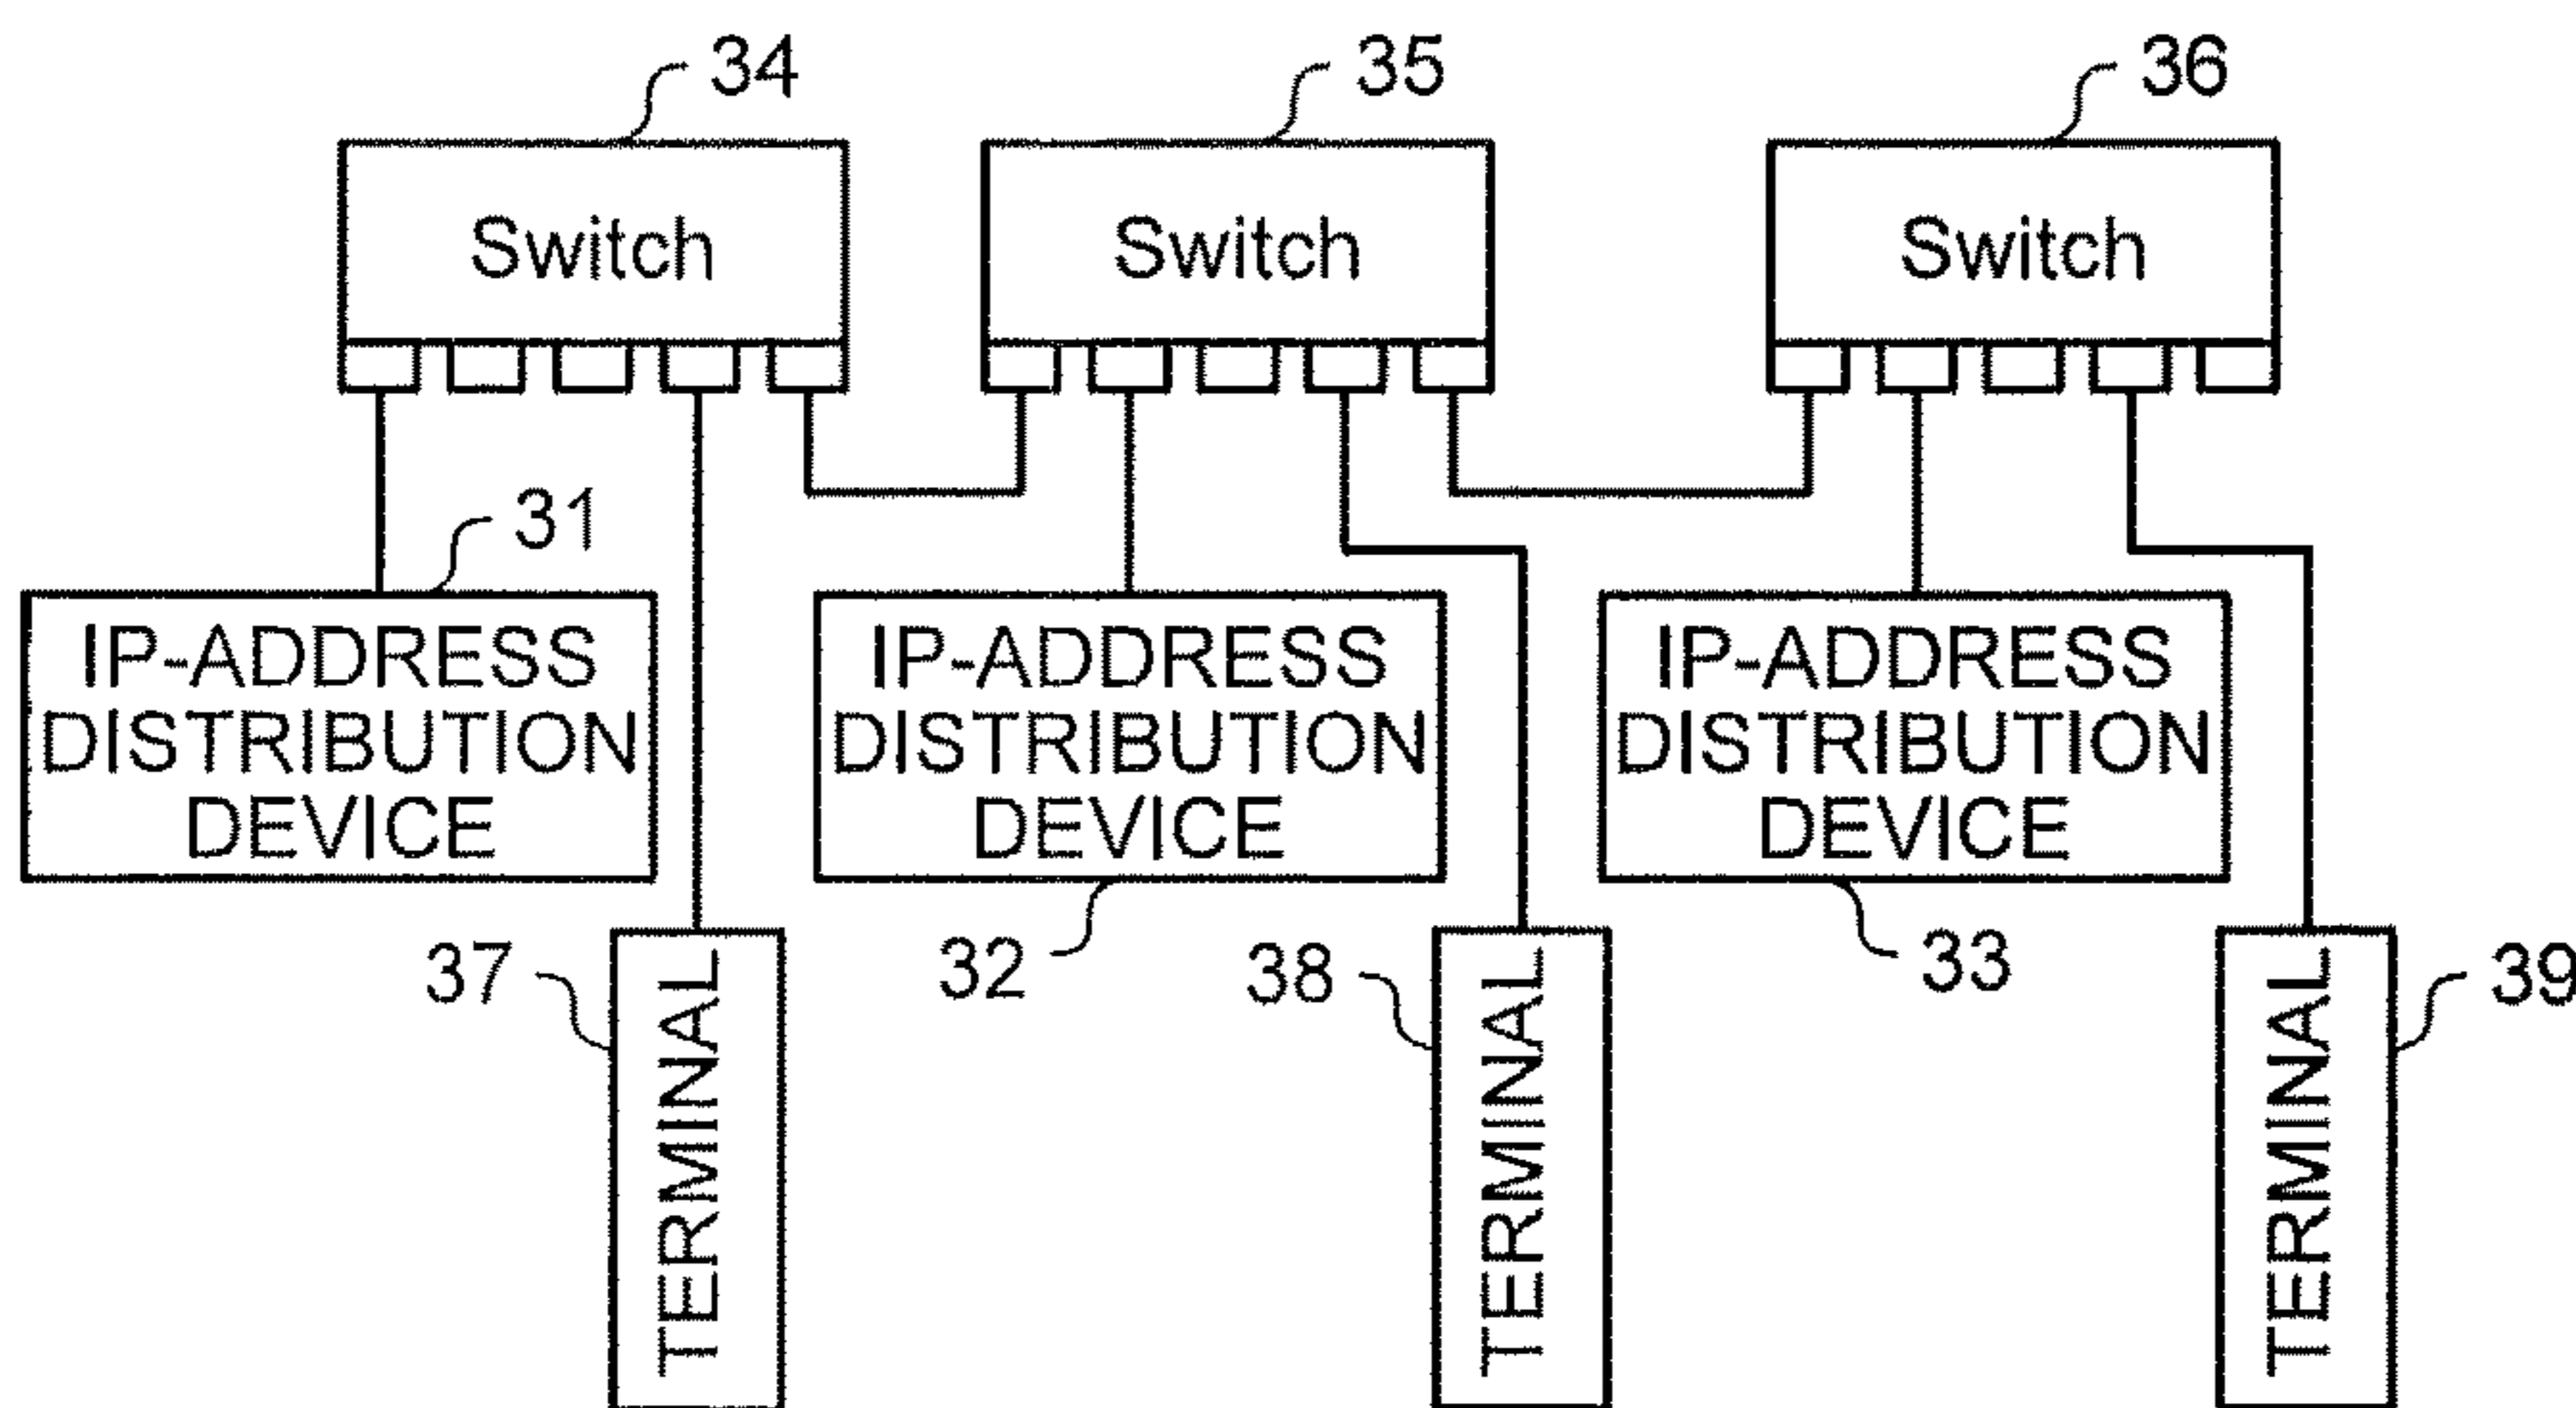 34
35
36
Switch
Switch
Switch
31
IP-ADDRESS
DISTRIBUTION
DEVICE
IP-ADDRESS
DISTRIBUTION
DEVICE
IP-ADDRESS
DISTRIBUTION
DEVICE
37
TERMINAL
32
38
TERMINAL
33
TERMINAL
39